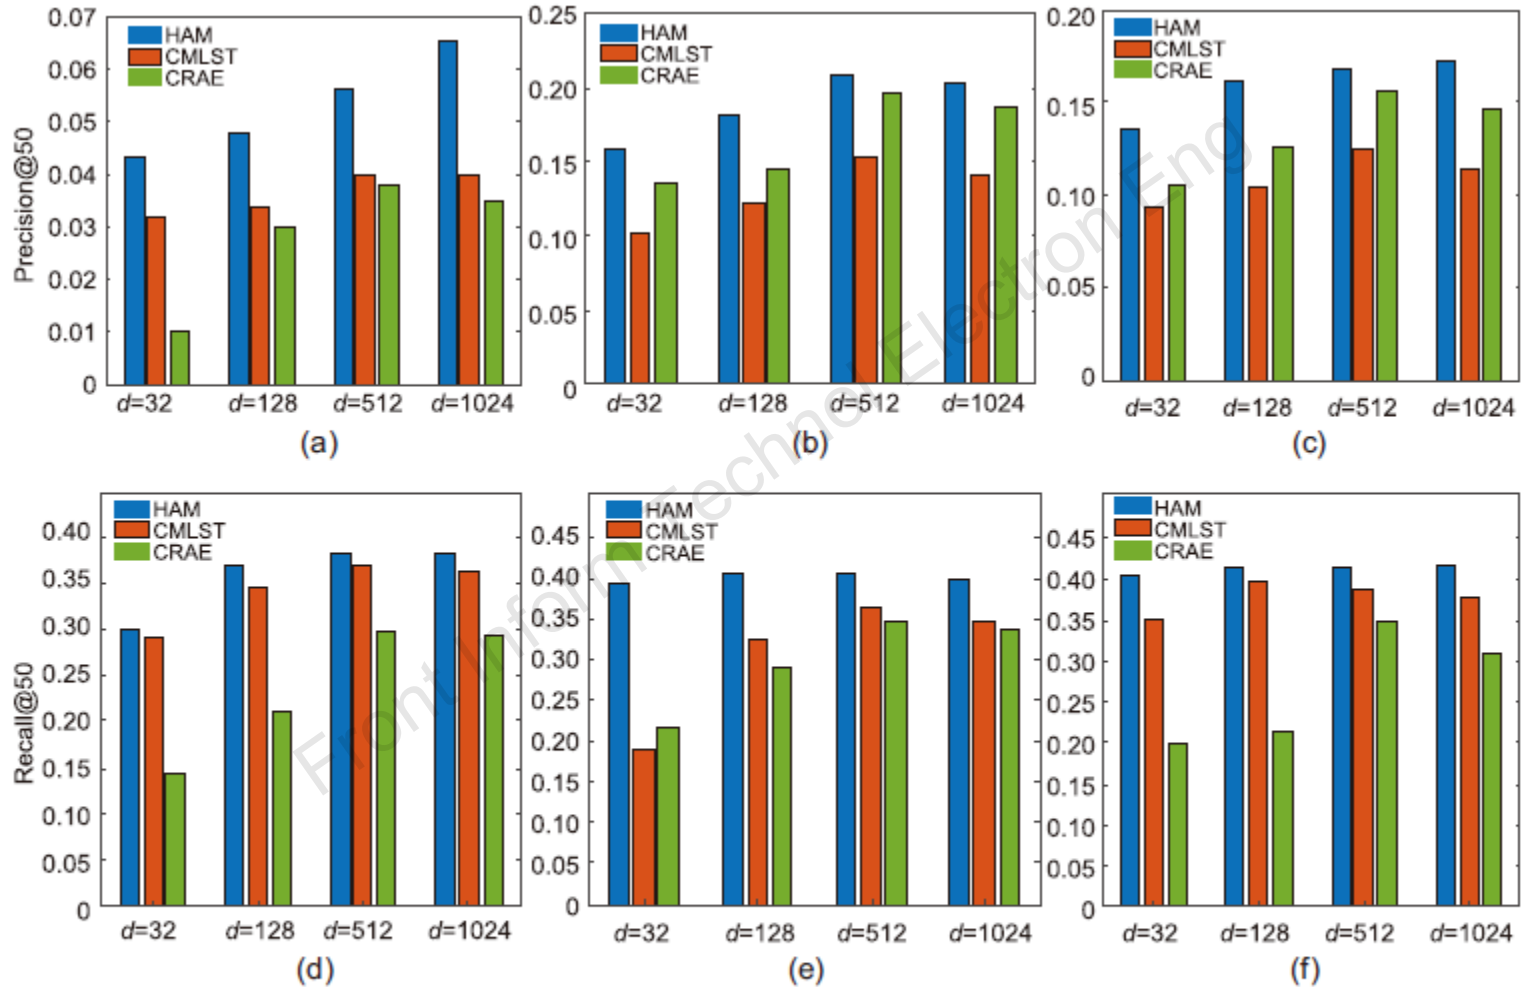 0.07
0.06
0.05
0.04
0.03
0.02
0.01
0
Precision@50
HAM
CMLST
CRAE
d=32
d=128
d=512
d=1024
(a)
0.25
0.20
0.15
0.10
0.05
0
HAM
CMLST
CRAE
d=32
d=128
d=512
d=1024
(b)
0.20
0.15
0.10
0.05
0
HAM
CMLST
CRAE
d=32
d=128
d=512
d=1024
(c)
0.40
0.35
0.30
0.25
0.20
0.15
0.10
0.05
0
Recall@50
HAM
CMLST
CRAE
d=32
d=128
d=512
d=1024
(d)
0.45
0.40
0.35
0.30
0.25
0.20
0.15
0.10
0.05
0
HAM
CMLST
CRAE
d=32
d=128
d=512
d=1024
(e)
0.45
0.40
0.35
0.30
0.25
0.20
0.15
0.10
0.05
0
HAM
CMLST
CRAE
d=32
d=128
d=512
d=1024
(f)
Front Inform Technol Electron Eng